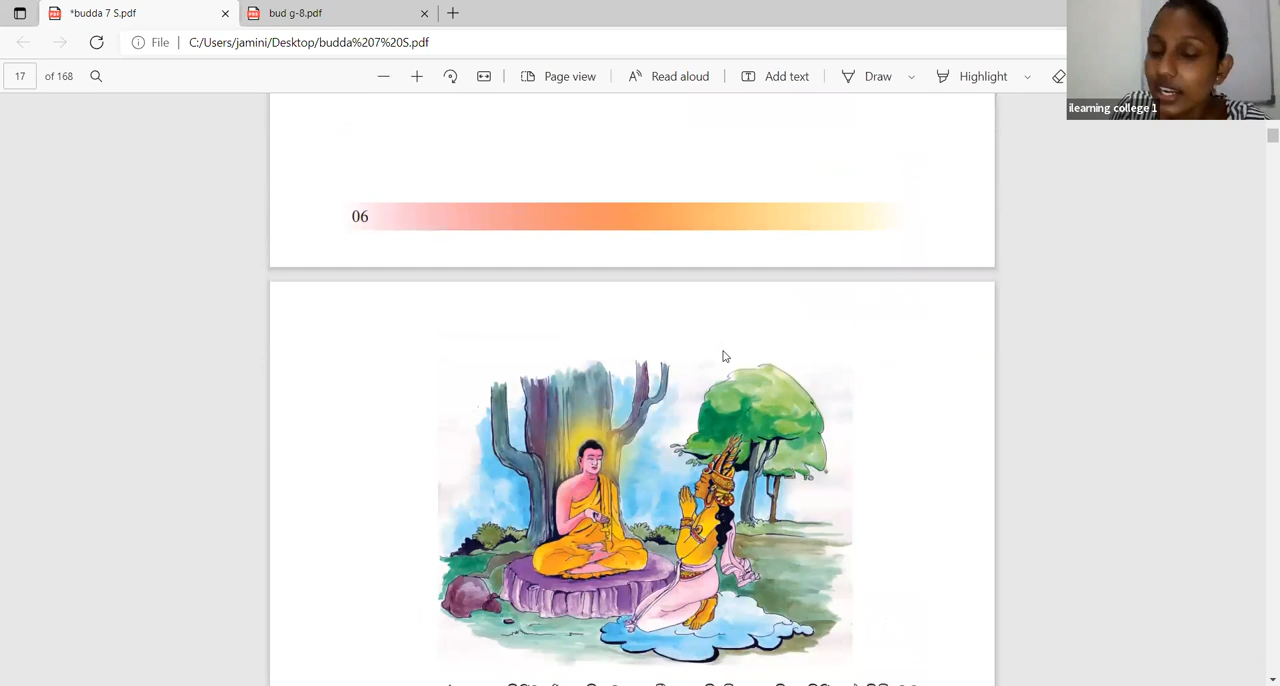 *budda 7 S.pdf
bud g-8.pdf
File
C:/Users/jamini/Desktop/budda%207%20S.pdf
17 of 168
Page view
Read aloud
Add text
Draw
Highlight
ilearning college 1
06